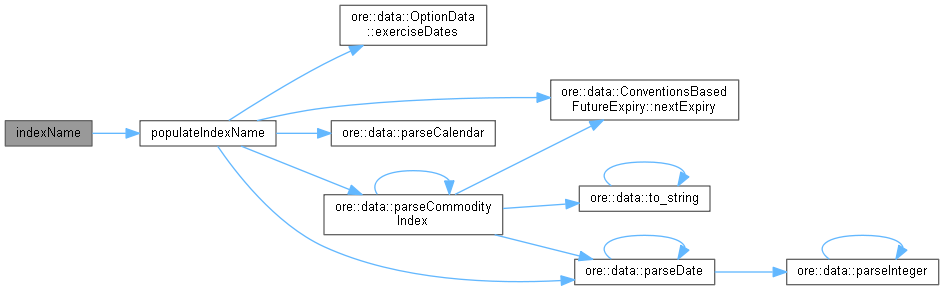 indexName
populateIndexName
ore::data::OptionData
::exerciseDates
ore::data::ConventionsBased
FutureExpiry::nextExpiry
ore::data::parseCalendar
ore::data::parseCommodity
Index
ore::data::to_string
ore::data::parseDate
ore::data::parseInteger